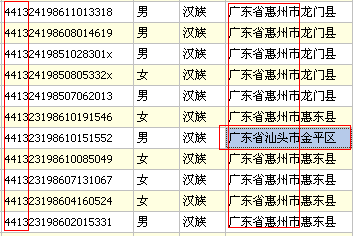 441324198611013318 男 汉族 广东省惠州市龙门县
441324198608014619 男 汉族 广东省惠州市龙门县
44132419851028301x 男 汉族 广东省惠州市龙门县
44132419850805332x 女 汉族 广东省惠州市龙门县
441324198507062013 男 汉族 广东省惠州市龙门县
441323198610191546 女 汉族 广东省惠州市惠东县
441323198610151552 男 汉族 广东省汕头市金平区
441323198610085049 女 汉族 广东省惠州市惠东县
441323198607131067 女 汉族 广东省惠州市惠东县
441323198604160524 女 汉族 广东省惠州市惠东县
441323198602015331 男 汉族 广东省惠州市惠东县